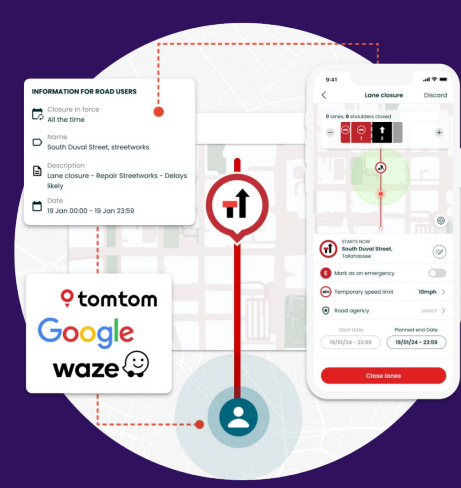 INFORMATION FOR ROAD USERS
Closure in force
All the time
Name
South Duval Street, streetworks
Description
Lane closure - Repair Streetworks - Delays
likely
Date
19 Jan 00:00 - 19 Jan 23:59
tomtom
Google
waze
9:41
Lane closure
Discard
0 lanes, 0 shoulders closed
1
2
STARTS NOW
South Duval Street,
Tallahassee
E
Mark as an emergency
Temporary speed limit
10mph
Road agency
select
Start Date
19/01/24 - 23:59
Planned end Date
19/01/24 - 23:59
Close lanes